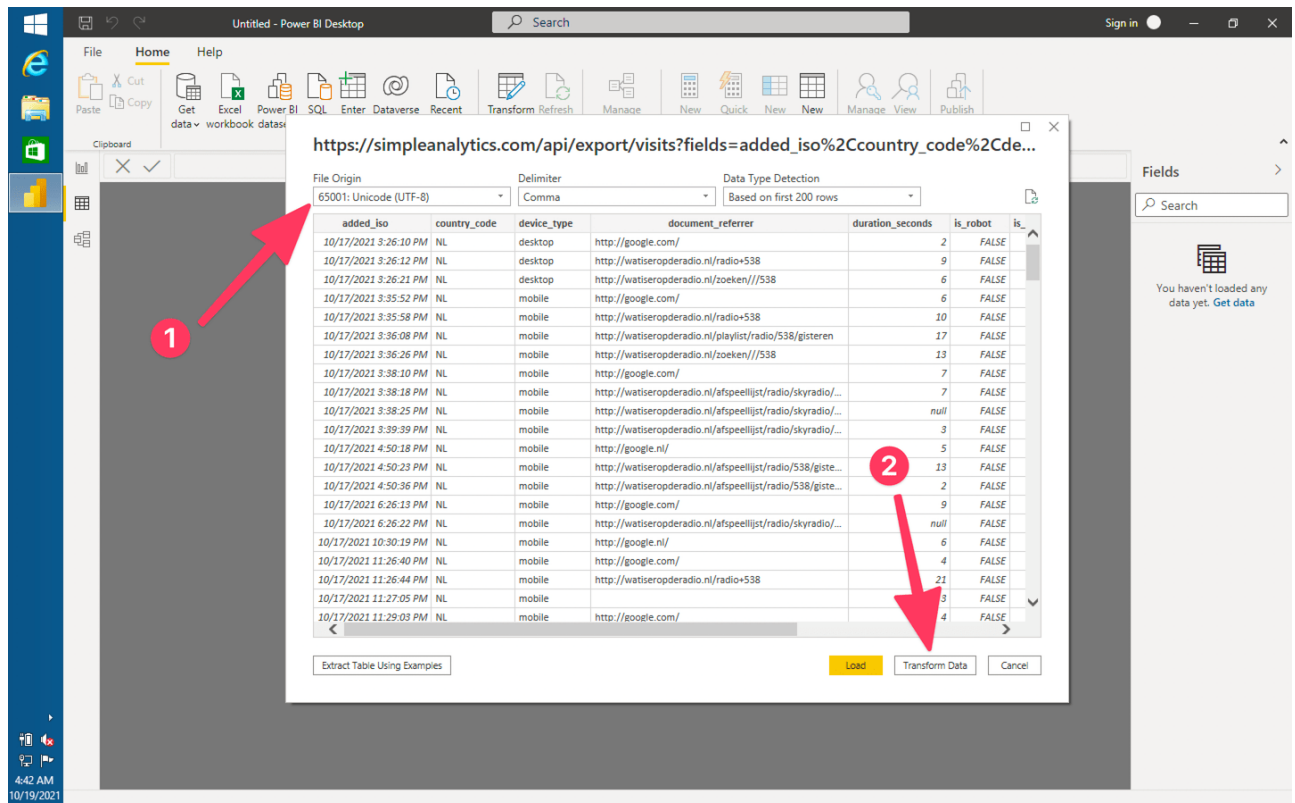 Untitled - Power BI Desktop
Search
Sign in
File Home Help
Paste
Cut
Copy
Get data
Excel workbook
Power BI
SQL
Enter
Dataverse
Recent
Transform
Refresh
Manage
New
Quick
New
New
Manage
View
Publish
Clipboard
https://simpleanalytics.com/api/export/visits?fields=added_iso%2Ccountry_code%2Cde...
File Origin Delimiter Data Type Detection
65001: Unicode (UTF-8) Comma Based on first 200 rows
added_iso country_code device_type document_referrer duration_seconds is_robot is_
10/17/2021 3:26:10 PM NL desktop http://google.com/ 2 FALSE
10/17/2021 3:26:12 PM NL desktop http://watiseropderadio.nl/radio+538 9 FALSE
10/17/2021 3:26:21 PM NL desktop http://watiseropderadio.nl/zoeken///538 6 FALSE
10/17/2021 3:35:52 PM NL mobile http://google.com/ 6 FALSE
10/17/2021 3:35:58 PM NL mobile http://watiseropderadio.nl/radio+538 10 FALSE
10/17/2021 3:36:08 PM NL mobile http://watiseropderadio.nl/playlist/radio/538/gisteren 17 FALSE
10/17/2021 3:36:26 PM NL mobile http://watiseropderadio.nl/zoeken///538 13 FALSE
10/17/2021 3:38:10 PM NL mobile http://google.com/ 7 FALSE
10/17/2021 3:38:18 PM NL mobile http://watiseropderadio.nl/afspeellijst/radio/skyradio/... 7 FALSE
10/17/2021 3:38:25 PM NL mobile http://watiseropderadio.nl/afspeellijst/radio/skyradio/... null FALSE
10/17/2021 3:39:39 PM NL mobile http://watiseropderadio.nl/afspeellijst/radio/skyradio/... 3 FALSE
10/17/2021 4:50:18 PM NL mobile http://google.nl/ 5 FALSE
10/17/2021 4:50:23 PM NL mobile http://watiseropderadio.nl/afspeellijst/radio/538/giste... 13 FALSE
10/17/2021 4:50:36 PM NL mobile http://watiseropderadio.nl/afspeellijst/radio/538/giste... 2 FALSE
10/17/2021 6:26:13 PM NL mobile http://google.com/ 9 FALSE
10/17/2021 6:26:22 PM NL mobile http://watiseropderadio.nl/afspeellijst/radio/skyradio/... null FALSE
10/17/2021 10:30:19 PM NL mobile http://google.nl/ 6 FALSE
10/17/2021 11:26:40 PM NL mobile http://google.com/ 4 FALSE
10/17/2021 11:26:44 PM NL mobile http://watiseropderadio.nl/radio+538 21 FALSE
10/17/2021 11:27:05 PM NL mobile 3 FALSE
10/17/2021 11:29:03 PM NL mobile http://google.com/ 4 FALSE
1
2
Extract Table Using Examples Load Transform Data Cancel
Fields
Search
You haven't loaded any
data yet. Get data
4:42 AM
10/19/2021